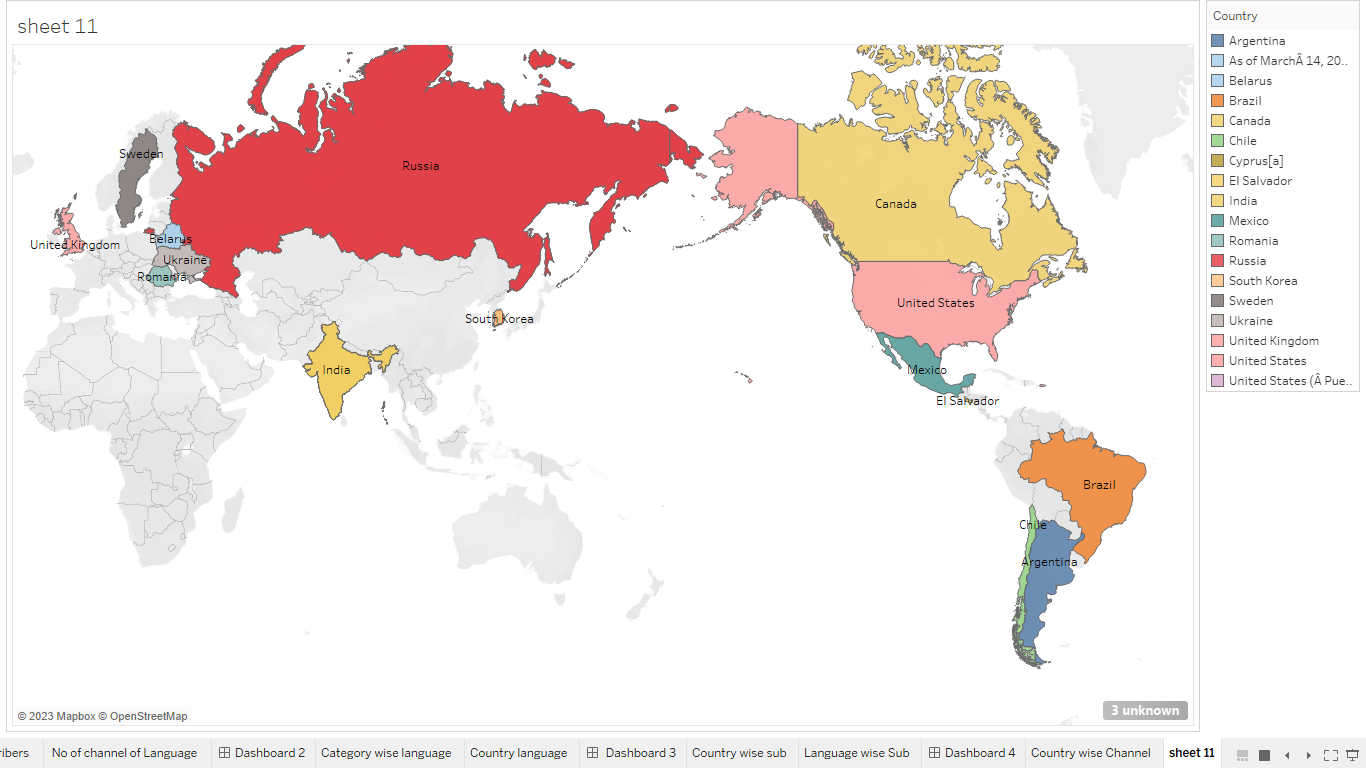 sheet 11
Country
Argentina
As of MarchÂ 14, 20..
Belarus
Brazil
Canada
Chile
Cyprus[a]
El Salvador
India
Mexico
Romania
Russia
South Korea
Sweden
Ukraine
United Kingdom
United States
United States (Â Pue..
Sweden
Russia
Canada
United Kingdom
Belarus
Ukraine
Romania
United States
South Korea
India
Mexico
El Salvador
Brazil
Chile
Argentina
© 2023 Mapbox © OpenStreetMap
3 unknown
ribers
No of channel of Language
Dashboard 2
Category wise language
Country language
Dashboard 3
Country wise sub
Language wise Sub
Dashboard 4
Country wise Channel
sheet 11